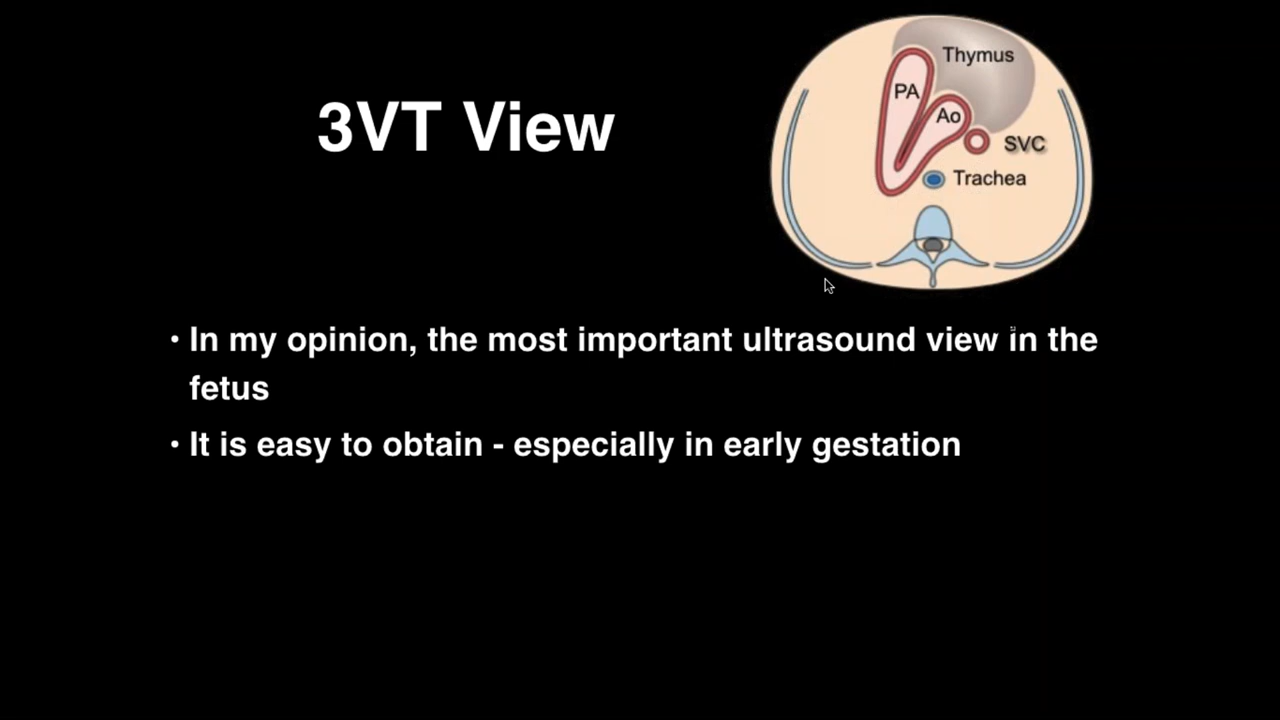 3VT View
Thymus
PA
Ao
SVC
Trachea
• In my opinion, the most important ultrasound view in the
fetus
• It is easy to obtain - especially in early gestation